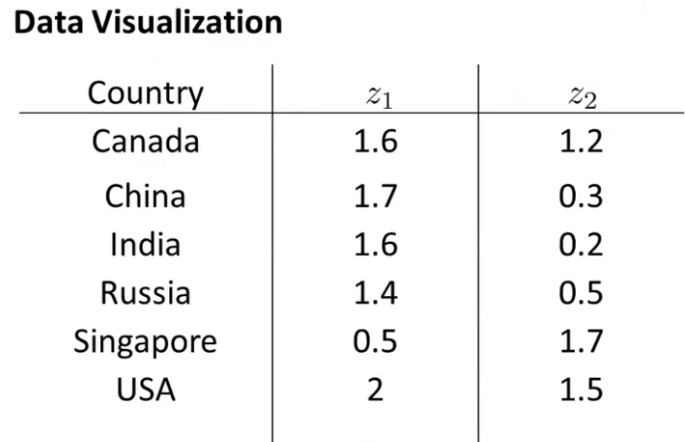 Data Visualization
Country z₁ z₂
Canada 1.6 1.2
China 1.7 0.3
India 1.6 0.2
Russia 1.4 0.5
Singapore 0.5 1.7
USA 2 1.5